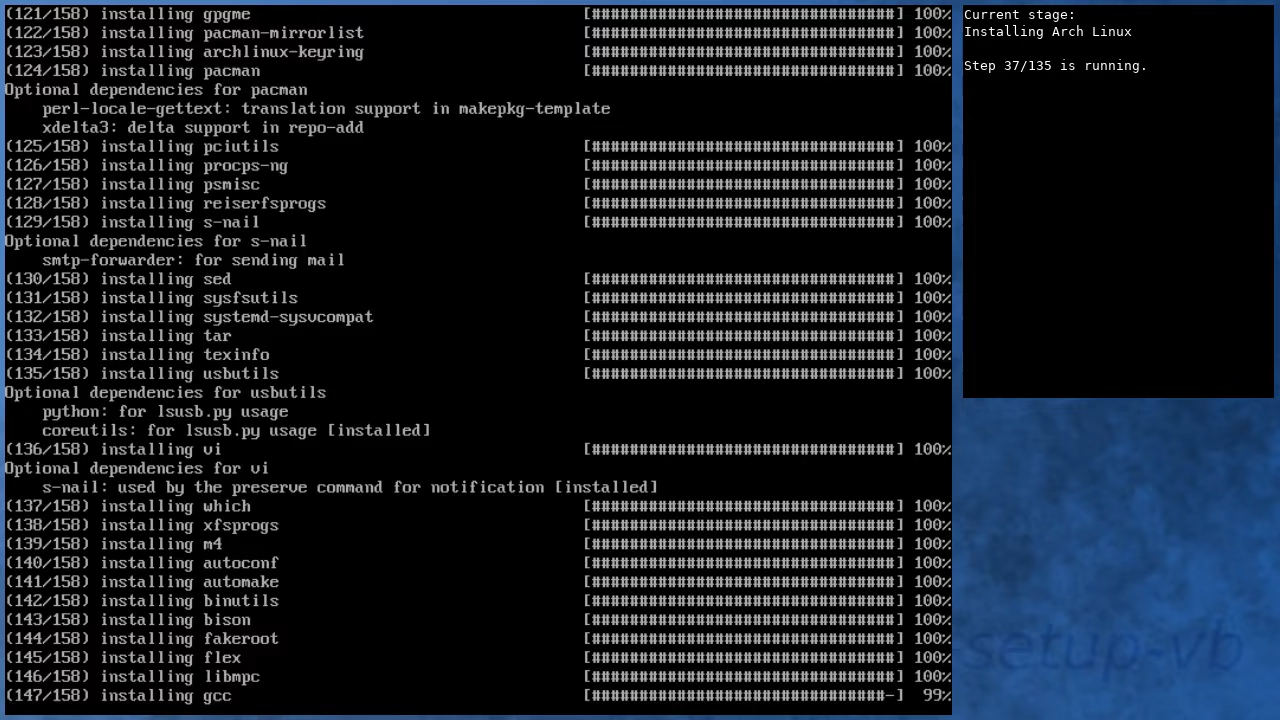 (121/158) installing gpgme [################################] 100%
(122/158) installing pacman-mirrorlist [################################] 100%
(123/158) installing archlinux-keyring [################################] 100%
(124/158) installing pacman [################################] 100%
Optional dependencies for pacman
    perl-locale-gettext: translation support in makepkg-template
    xdelta3: delta support in repo-add
(125/158) installing pciutils [################################] 100%
(126/158) installing procps-ng [################################] 100%
(127/158) installing psmisc [################################] 100%
(128/158) installing reiserfsprogs [################################] 100%
(129/158) installing s-nail [################################] 100%
Optional dependencies for s-nail
    smtp-forwarder: for sending mail
(130/158) installing sed [################################] 100%
(131/158) installing sysfsutils [################################] 100%
(132/158) installing systemd-sysvcompat [################################] 100%
(133/158) installing tar [################################] 100%
(134/158) installing texinfo [################################] 100%
(135/158) installing usbutils [################################] 100%
Optional dependencies for usbutils
    python: for lsusb.py usage
    coreutils: for lsusb.py usage [installed]
(136/158) installing vi [################################] 100%
Optional dependencies for vi
    s-nail: used by the preserve command for notification [installed]
(137/158) installing which [################################] 100%
(138/158) installing xfsprogs [################################] 100%
(139/158) installing m4 [################################] 100%
(140/158) installing autoconf [################################] 100%
(141/158) installing automake [################################] 100%
(142/158) installing binutils [################################] 100%
(143/158) installing bison [################################] 100%
(144/158) installing fakeroot [################################] 100%
(145/158) installing flex [################################] 100%
(146/158) installing libmpc [################################] 100%
(147/158) installing gcc [###############################-] 99%
Current stage:
Installing Arch Linux
Step 37/135 is running.
setup-vb